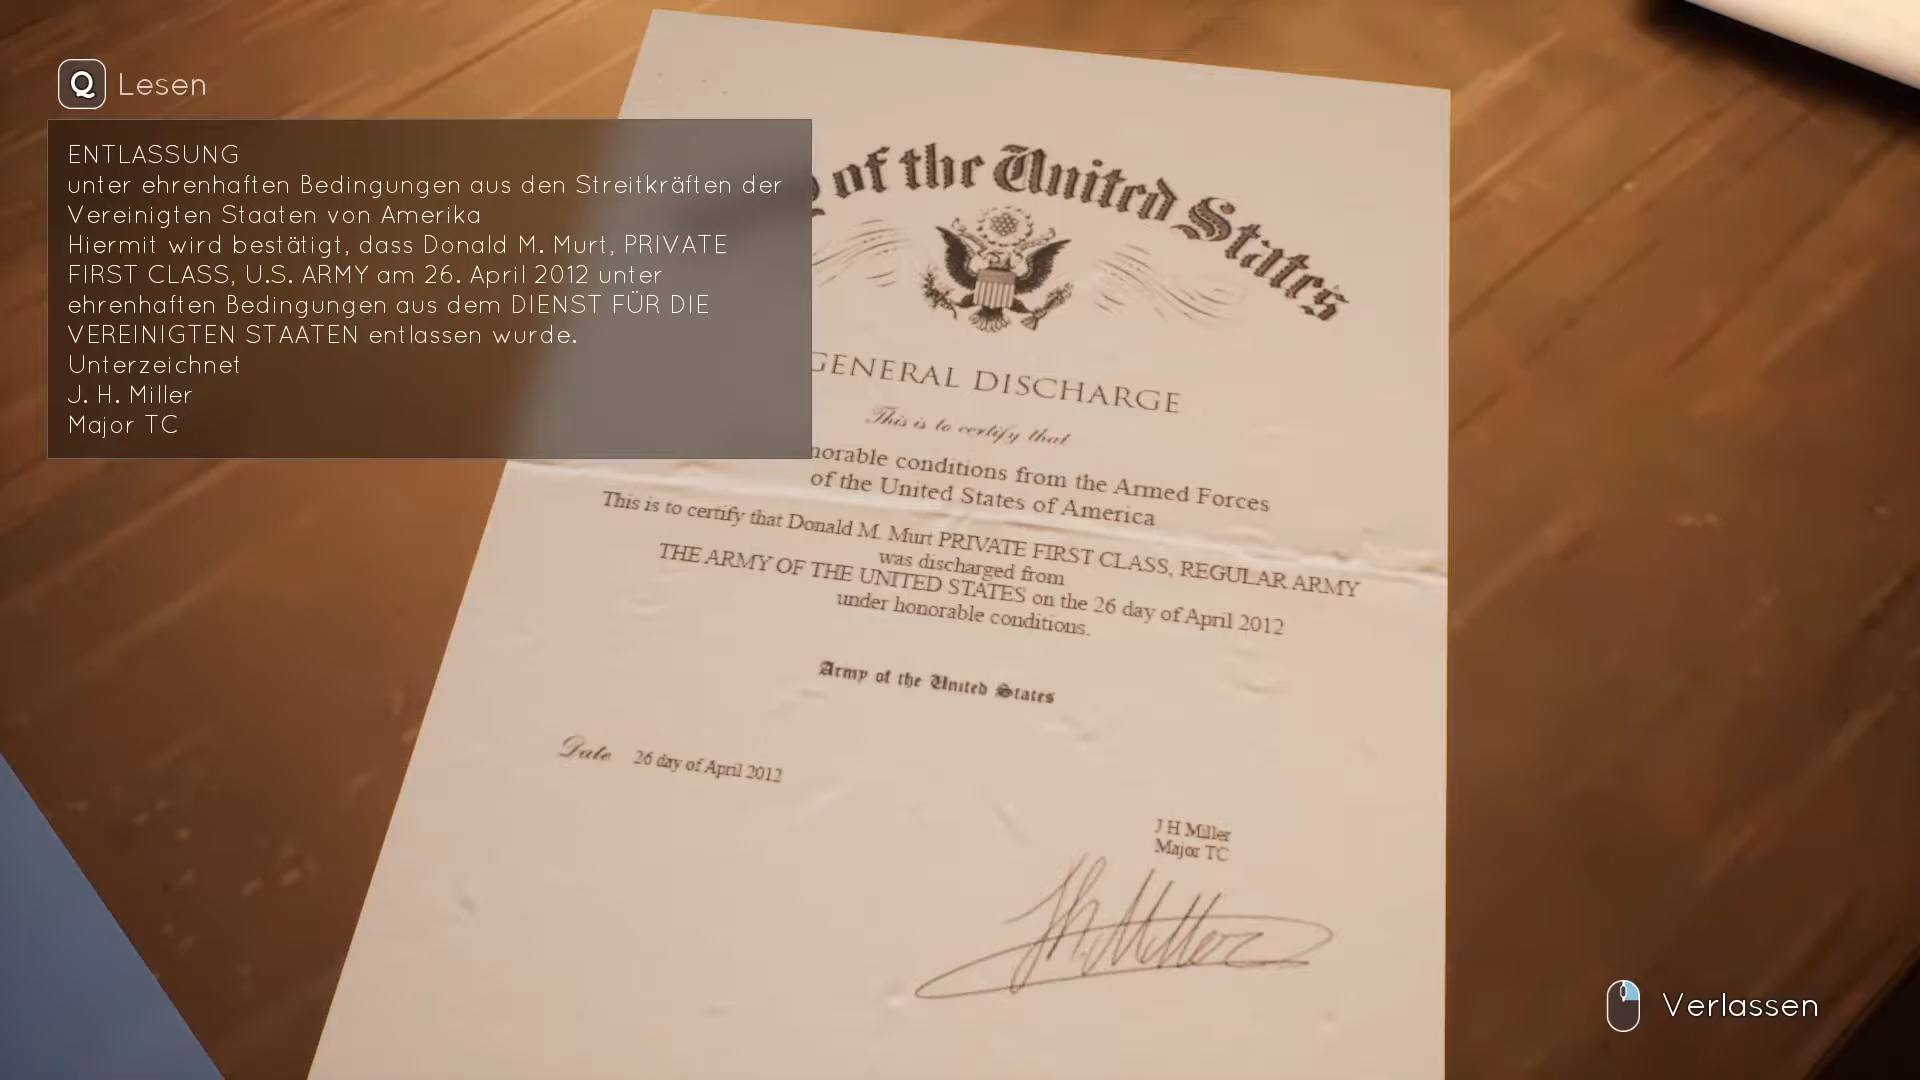 Q Lesen
ENTLASSUNG
unter ehrenhaften Bedingungen aus den Streitkräften der
Vereinigten Staaten von Amerika
Hiermit wird bestätigt, dass Donald M. Murt, PRIVATE
FIRST CLASS, U.S. ARMY am 26. April 2012 unter
ehrenhaften Bedingungen aus dem DIENST FÜR DIE
VEREINIGTEN STAATEN entlassen wurde.
Unterzeichnet
J. H. Miller
Major TC
of the United States
GENERAL DISCHARGE
This is to certify that
conditions from the Armed Forces
of the United States of America
This is to certify that Donald M. Murt PRIVATE FIRST CLASS, REGULAR ARMY
was discharged from
THE ARMY OF THE UNITED STATES on the 26 day of April 2012
under honorable conditions.
Army of the United States
Date 26 day of April 2012
J H Miller
Major TC
J.h. Miller
Verlassen